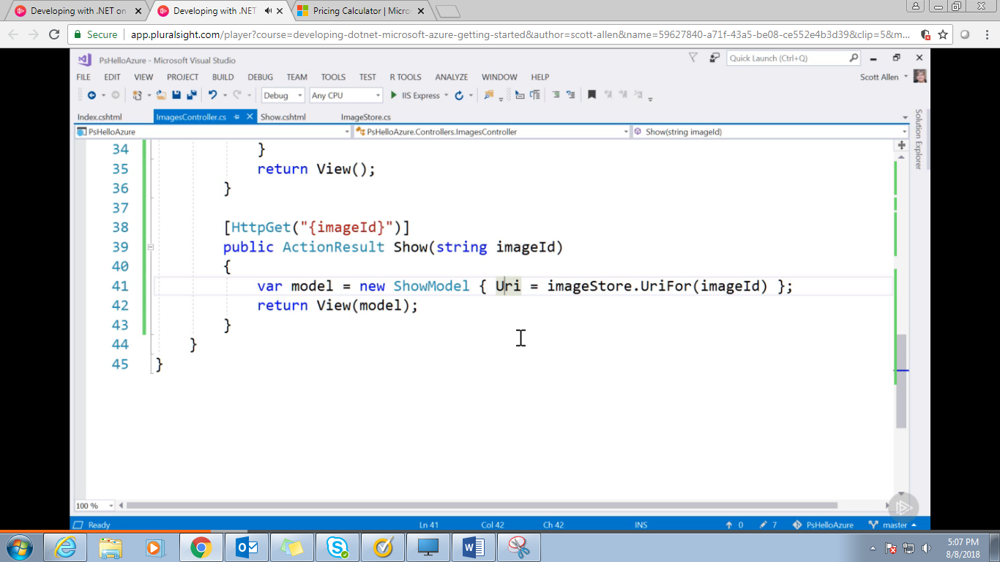 Developing with .NET on
Developing with .NET
Pricing Calculator | Micro
Secure
app.pluralsight.com/player?course=developing-dotnet-microsoft-azure-getting-started&author=scott-allen&name=59627840-a71f-43a5-be08-ce552e4b3d39&clip=5&m...
PsHelloAzure - Microsoft Visual Studio
Quick Launch (Ctrl+Q)
FILE EDIT VIEW PROJECT BUILD DEBUG TEAM TOOLS TEST R TOOLS ANALYZE WINDOW HELP
Scott Allen
Debug Any CPU IIS Express
Index.cshtml ImagesController.cs Show.cshtml ImageStore.cs
PsHelloAzure PsHelloAzure.Controllers.ImagesController Show(string imageId)
Solution Explorer
34 }
35 return View();
36 }
37
38 [HttpGet("{imageId}")]
39 public ActionResult Show(string imageId)
40 {
41 var model = new ShowModel { Uri = imageStore.UriFor(imageId) };
42 return View(model);
43 }
44 }
45 }
100 %
Ready Ln 41 Col 42 Ch 42 INS 0 7 PsHelloAzure master
5:07 PM
8/8/2018